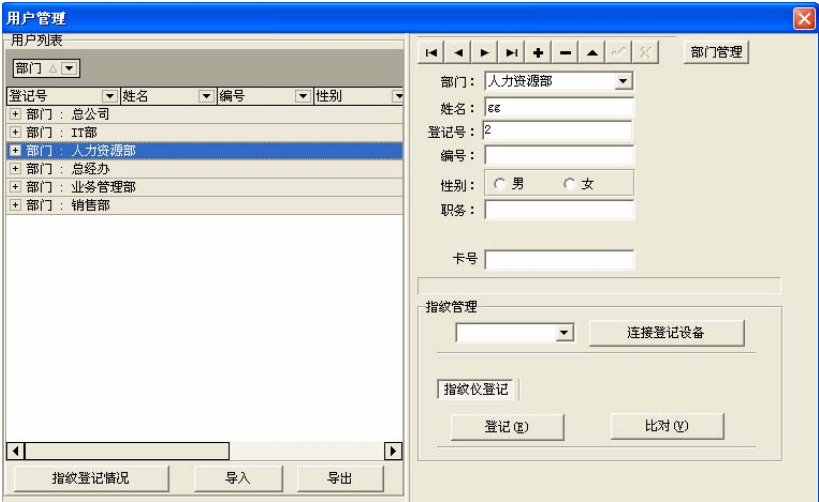 用户管理
用户列表
部门
登记号 姓名 编号 性别
部门 : 总公司
部门 : IT部
部门 : 人力资源部
部门 : 总经办
部门 : 业务管理部
部门 : 销售部
指纹登记情况 导入 导出
部门管理
部门: 人力资源部
姓名: gg
登记号: 2
编号:
性别: 男 女
职务:
卡号
指纹管理
连接登记设备
指纹仪登记
登记(E) 比对(V)